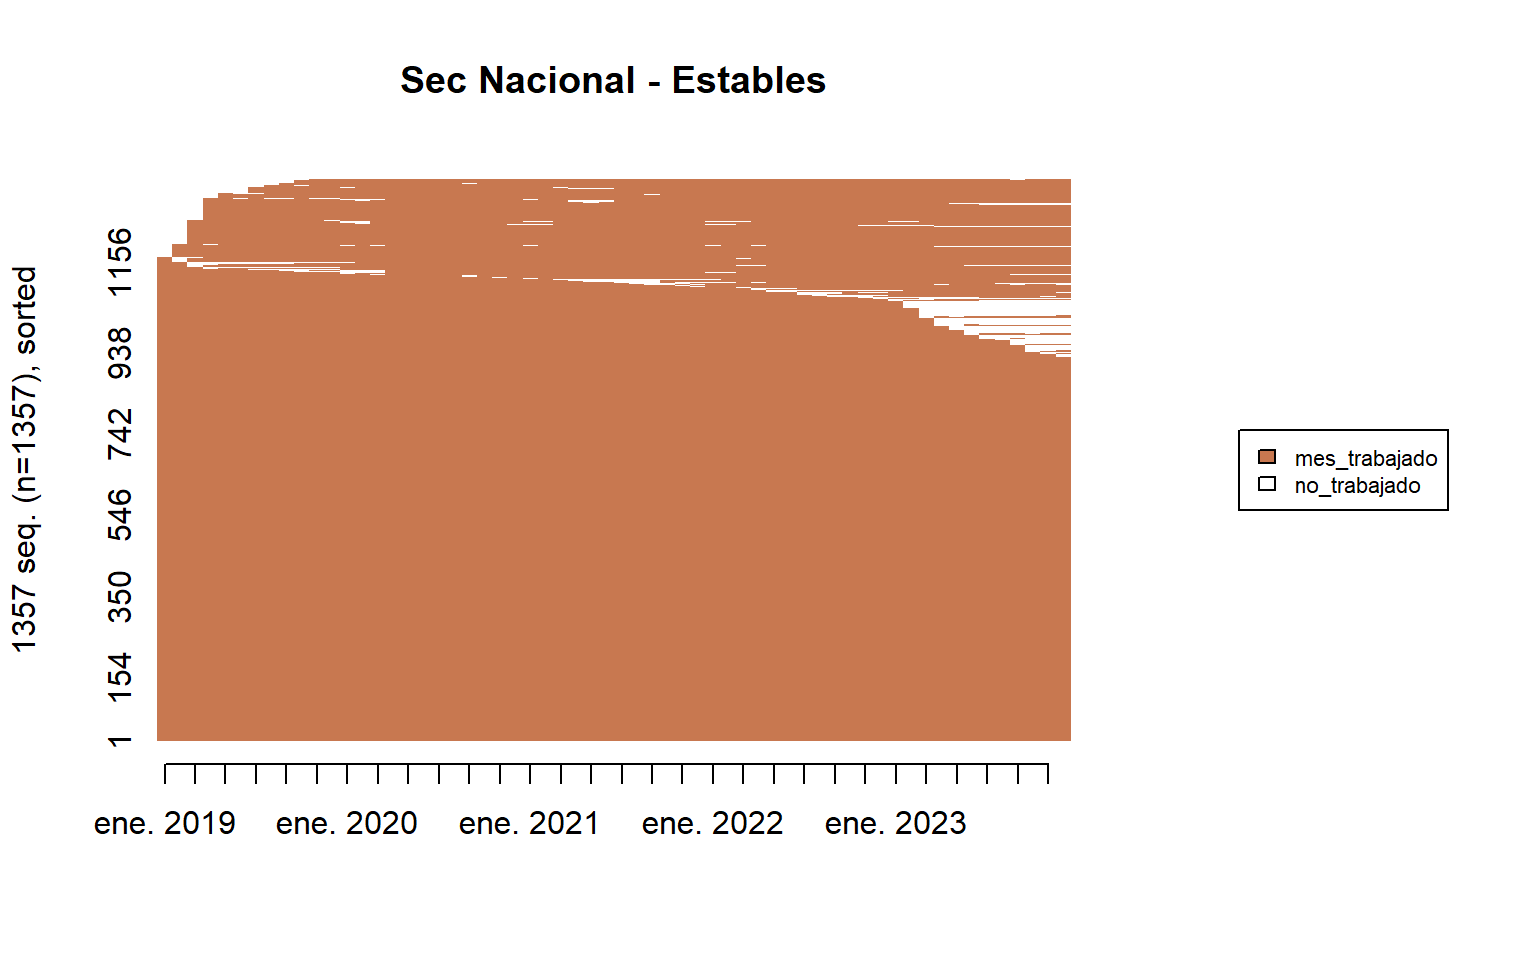 Sec Nacional - Estables
1357 seq. (n=1357), sorted
1156
938
742
546
350
154
1
ene. 2019
ene. 2020
ene. 2021
ene. 2022
ene. 2023
mes_trabajado
no_trabajado